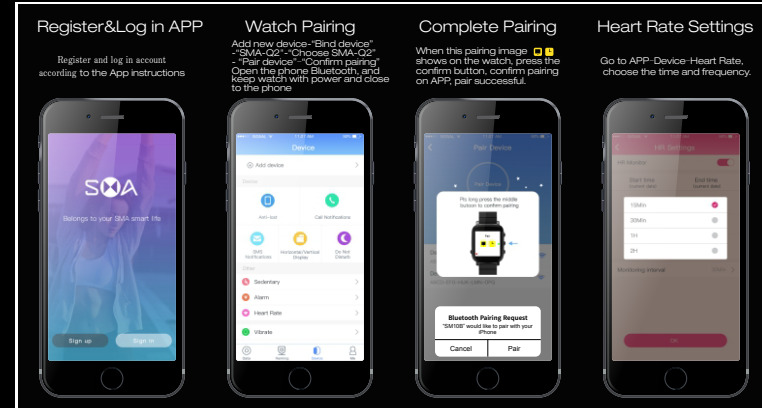 Register&Log in APP
Register and log in account
according to the App instructions
SMA
Belongs to your SMA smart life
Sign up
Sign in
Watch Pairing
Add new device-“Bind device”
-“SMA-Q2”-“Choose SMA-Q2”
- “Pair device”-“Confirm pairing”
Open the phone Bluetooth, and
keep watch with power and close
to the phone
Device
Add device
Device
Anti-lost
Call Notifications
SMS
Notifications
Horizontal/Vertical
Display
Do Not
Disturb
Other
Sedentary
Alarm
Heart Rate
Vibrate
Complete Pairing
When this pairing image
shows on the watch, press the
confirm button, confirm pairing
on APP, pair successful.
Pair Device
Pair Device
Pls long press the middle
button to confirm pairing
Bluetooth Pairing Request
"SM10B" would like to pair with your
iPhone
Cancel
Pair
Heart Rate Settings
Go to APP-Device-Heart Rate,
choose the time and frequency.
HR Settings
HR Monitor
Start time
End time
15Min
30Min
1H
2H
Monitoring Interval
OK